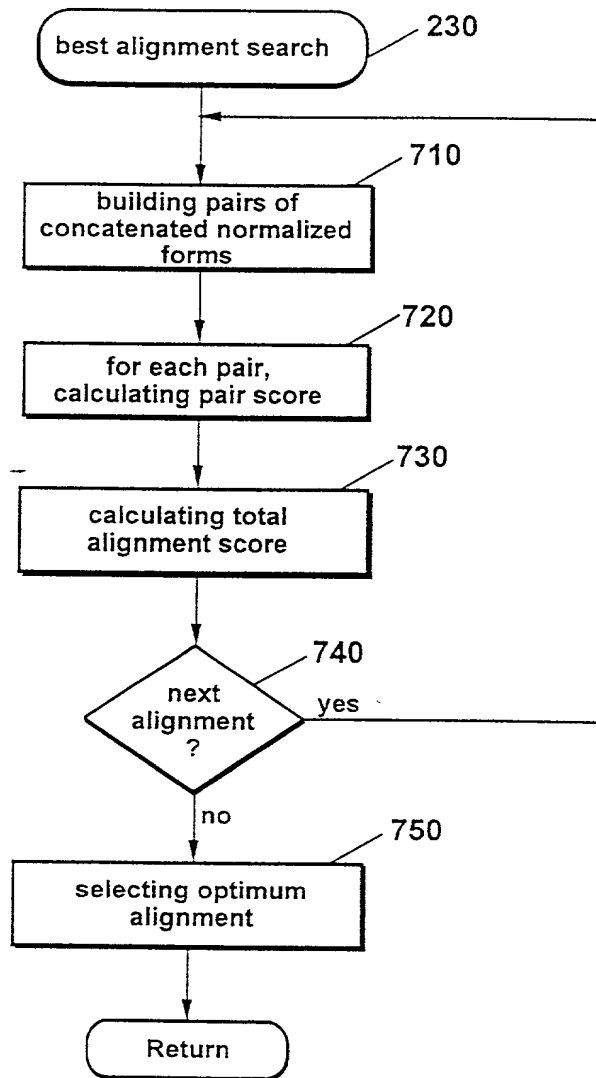 best alignment search
230
710
building pairs of
concatenated normalized
forms
720
for each pair,
calculating pair score
730
calculating total
alignment score
740
next
alignment
?
yes
no
750
selecting optimum
alignment
Return